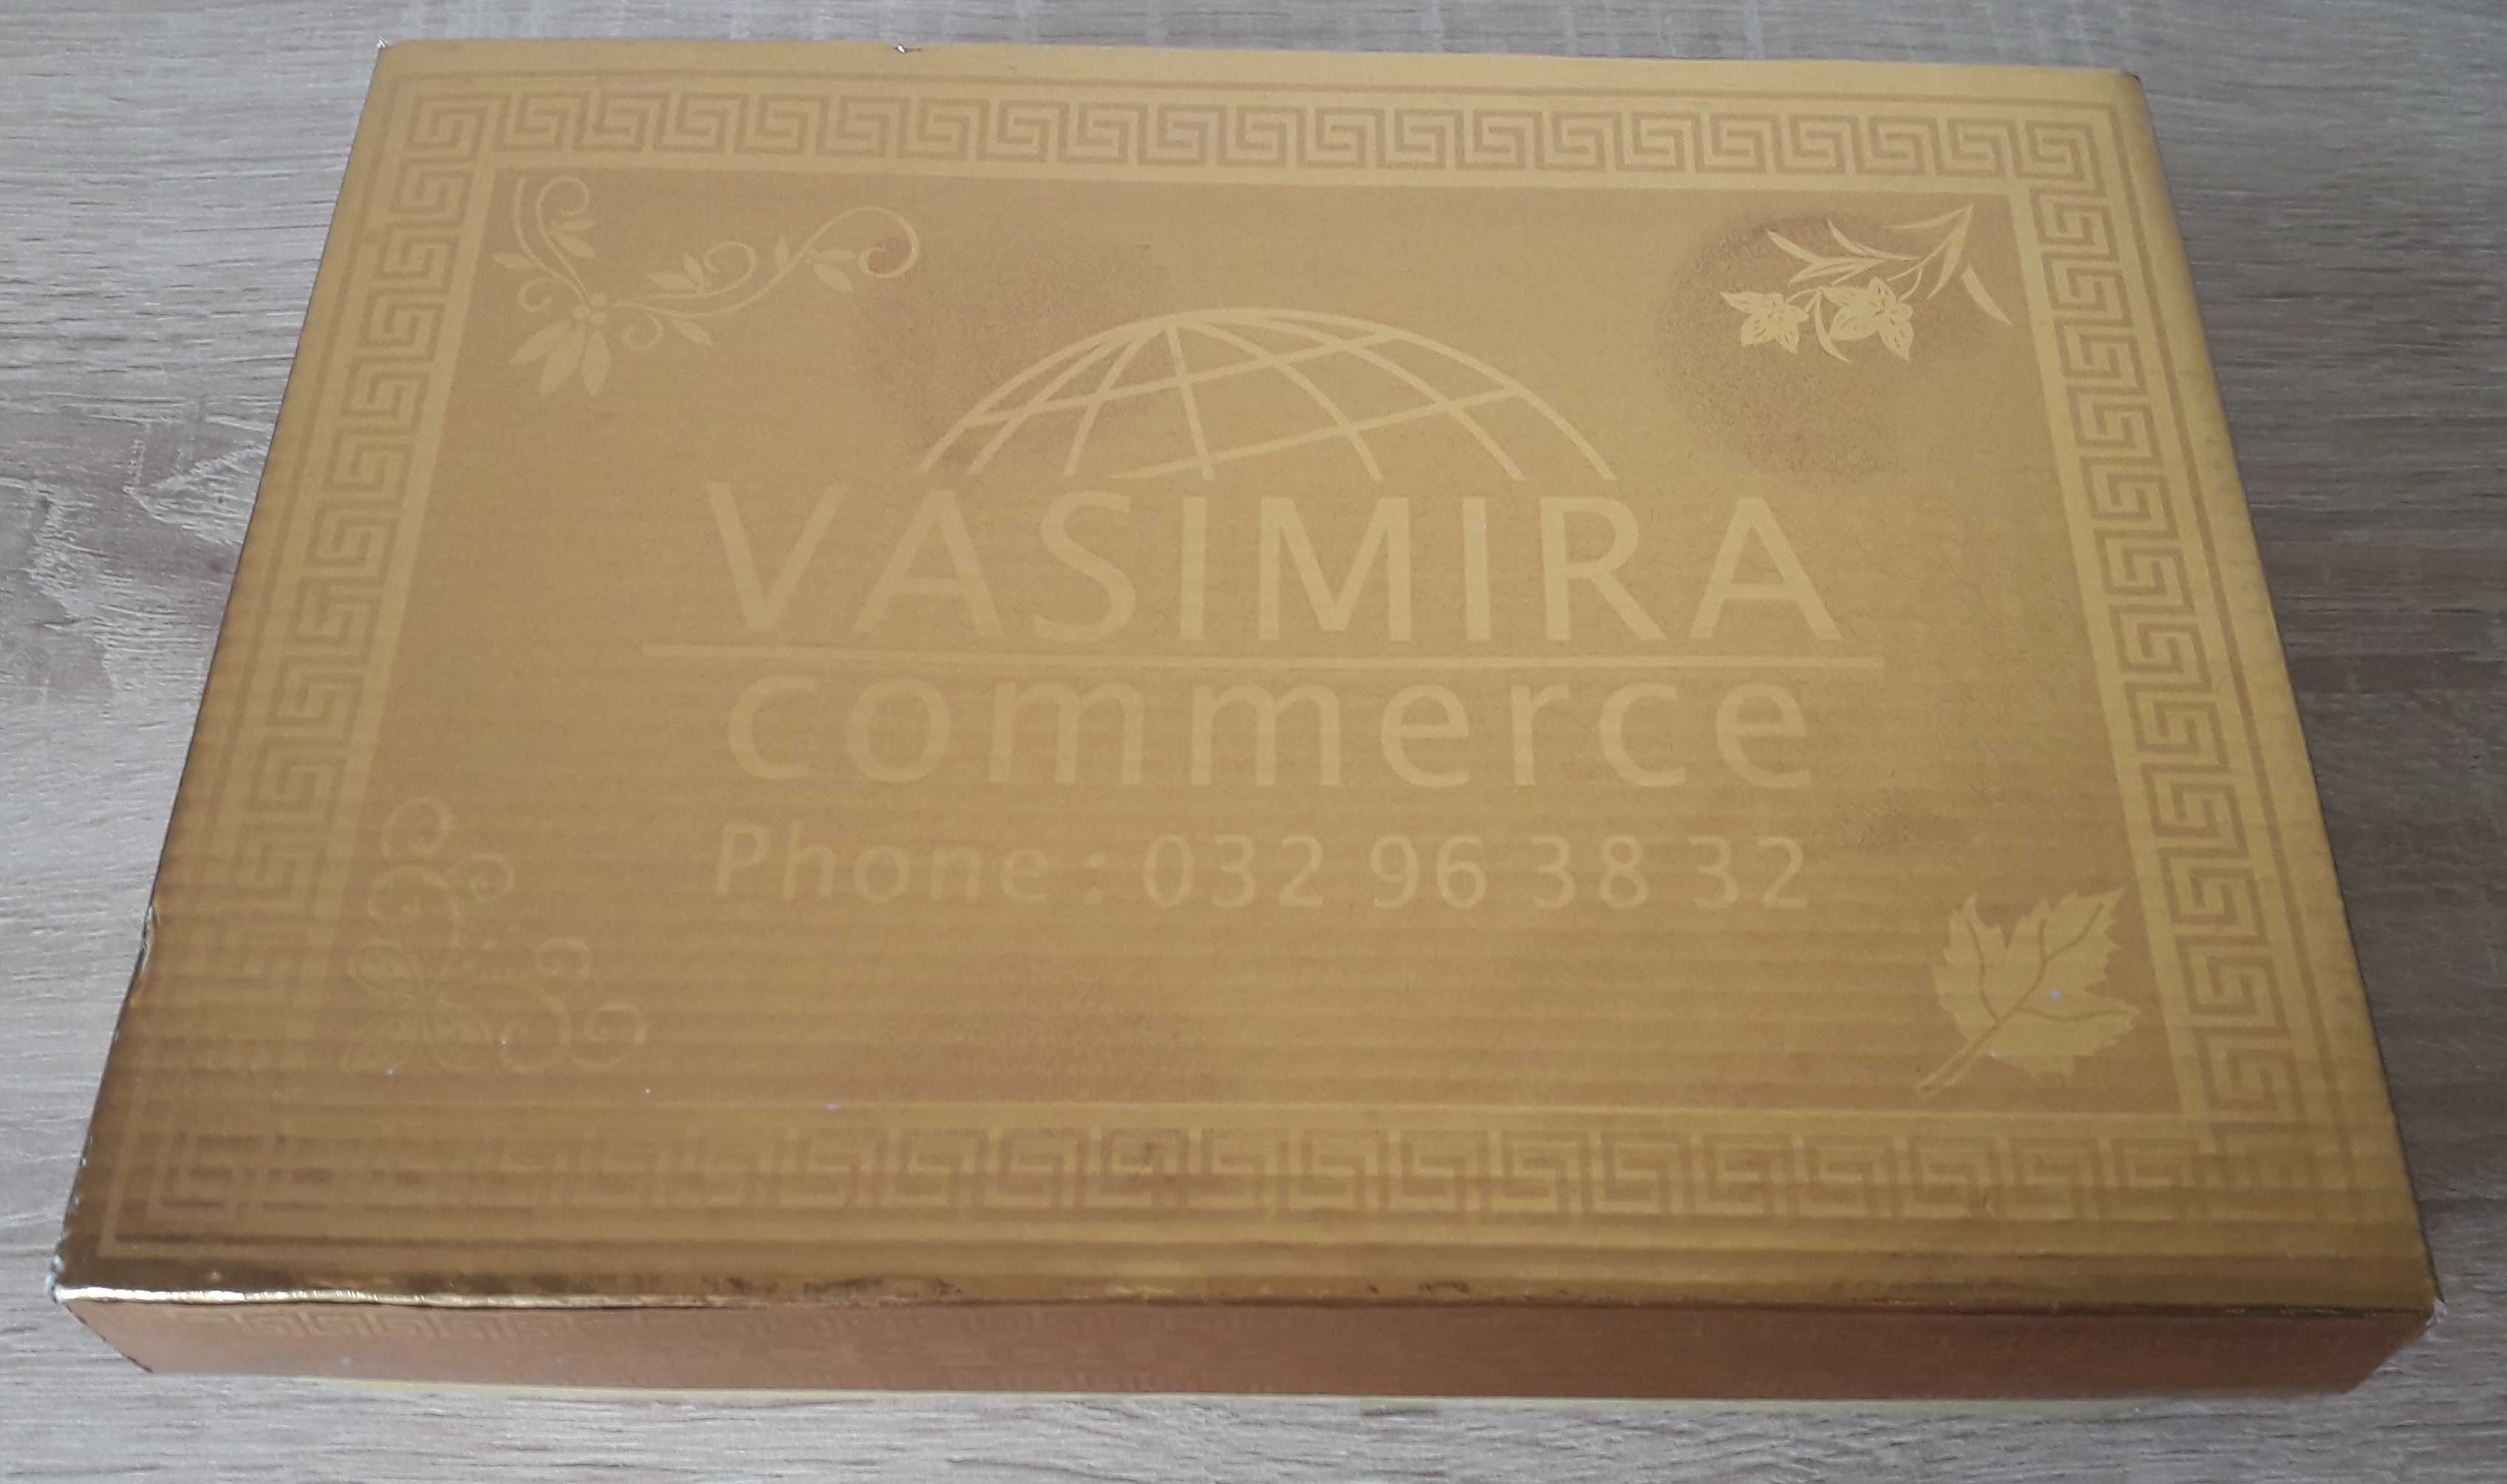 VASIMIRA
commerce
Phone: 032 96 38 32